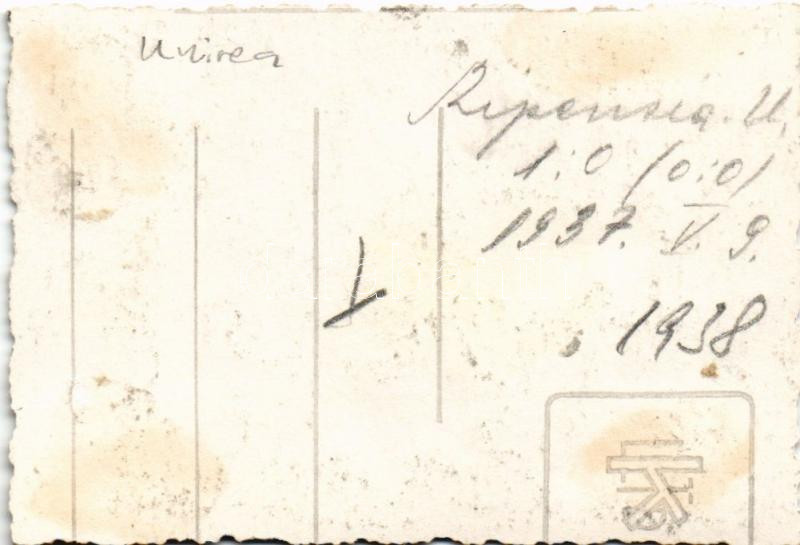 Unirea
Ripensia. U.
1:0 (0:0)
1937. V. 9.
1938